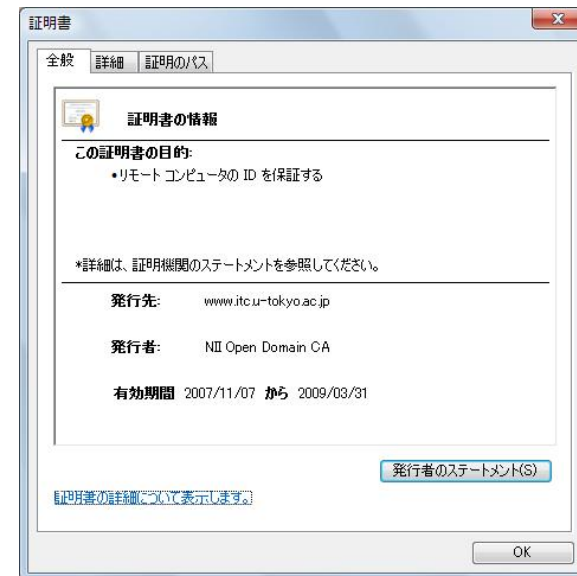 証明書
全般 詳細 証明のパス
証明書の情報
この証明書の目的:
•リモート コンピュータの ID を保証する
*詳細は、証明機関のステートメントを参照してください。
発行先: www.itc.u-tokyo.ac.jp
発行者: NII Open Domain CA
有効期間 2007/11/07 から 2009/03/31
発行者のステートメント(S)
証明書の詳細について表示します。
OK